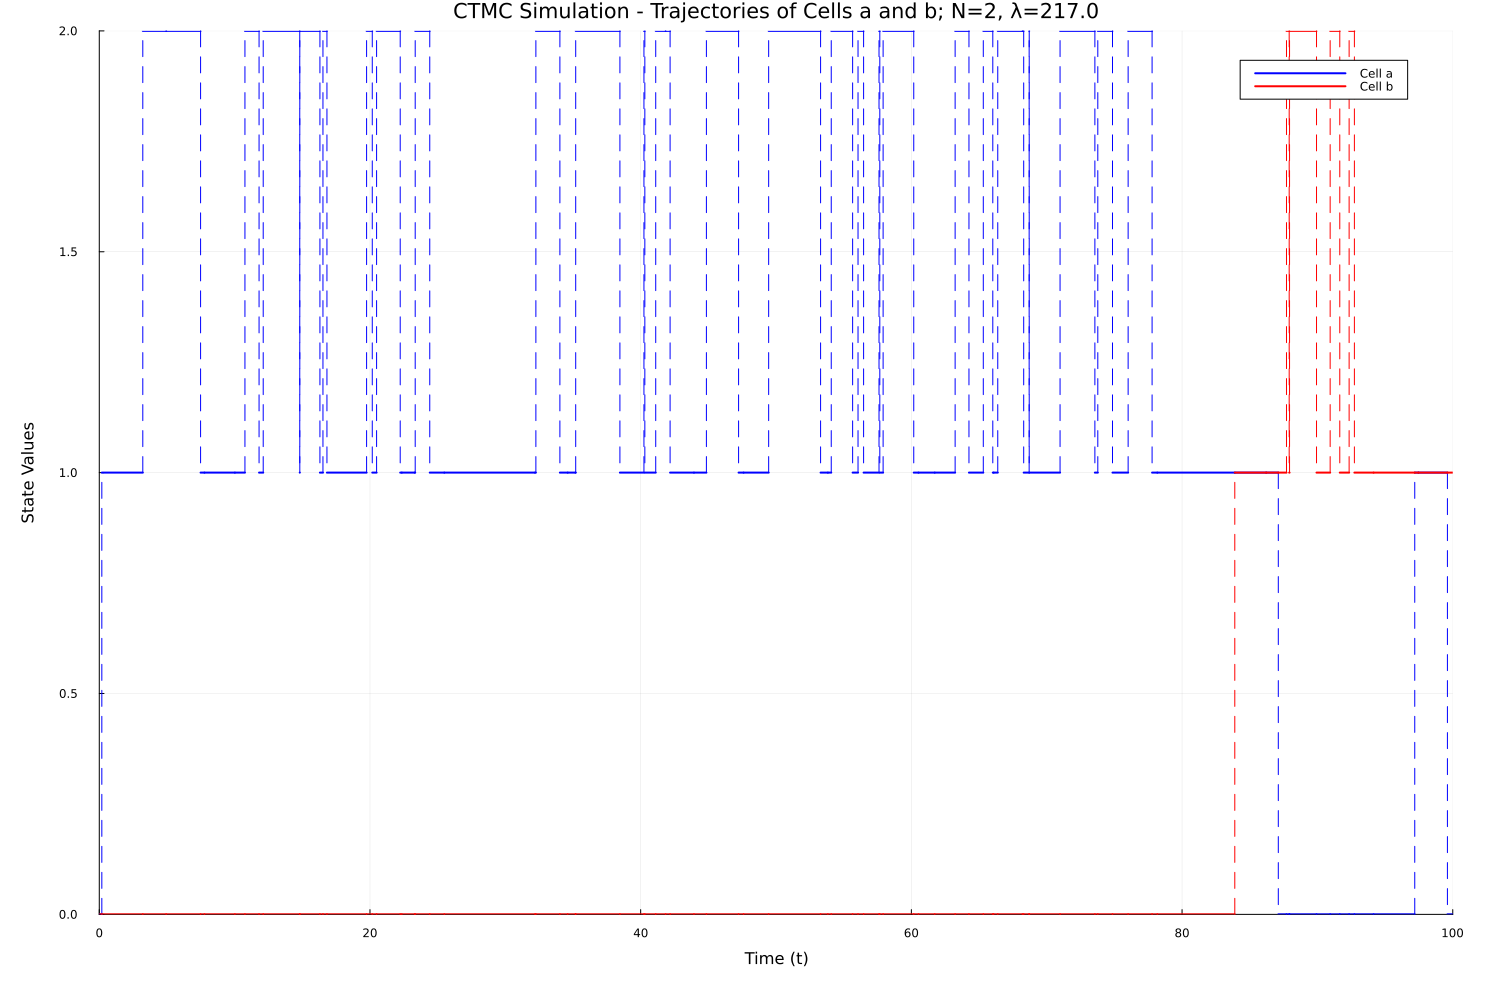 CTMC Simulation - Trajectories of Cells a and b; N=2, λ=217.0
Cell a
Cell b
State Values
2.0
1.5
1.0
0.5
0.0
0 20 40 60 80 100
Time (t)